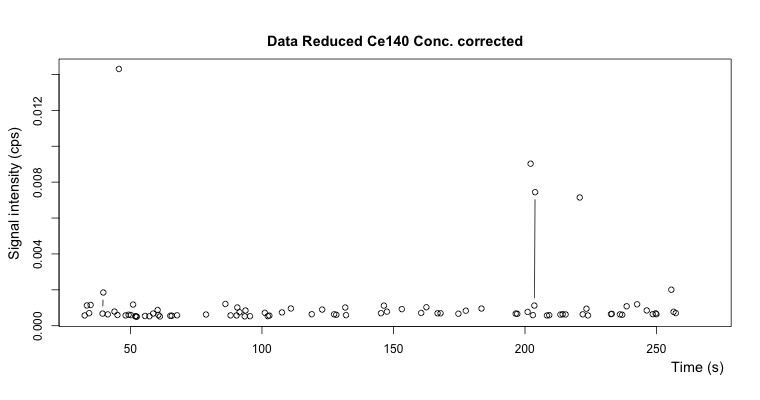 Data Reduced Ce140 Conc. corrected
Signal intensity (cps)
0.012
0.008
0.004
0.000
50 100 150 200 250
Time (s)